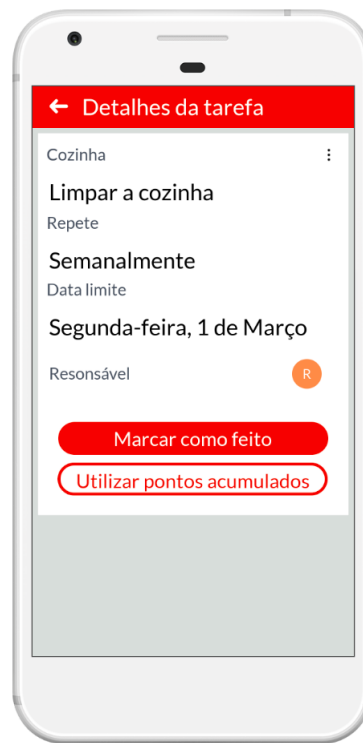 Detalhes da tarefa
Cozinha
Limpar a cozinha
Repete
Semanalmente
Data limite
Segunda-feira, 1 de Março
Resonsável
R
Marcar como feito
Utilizar pontos acumulados